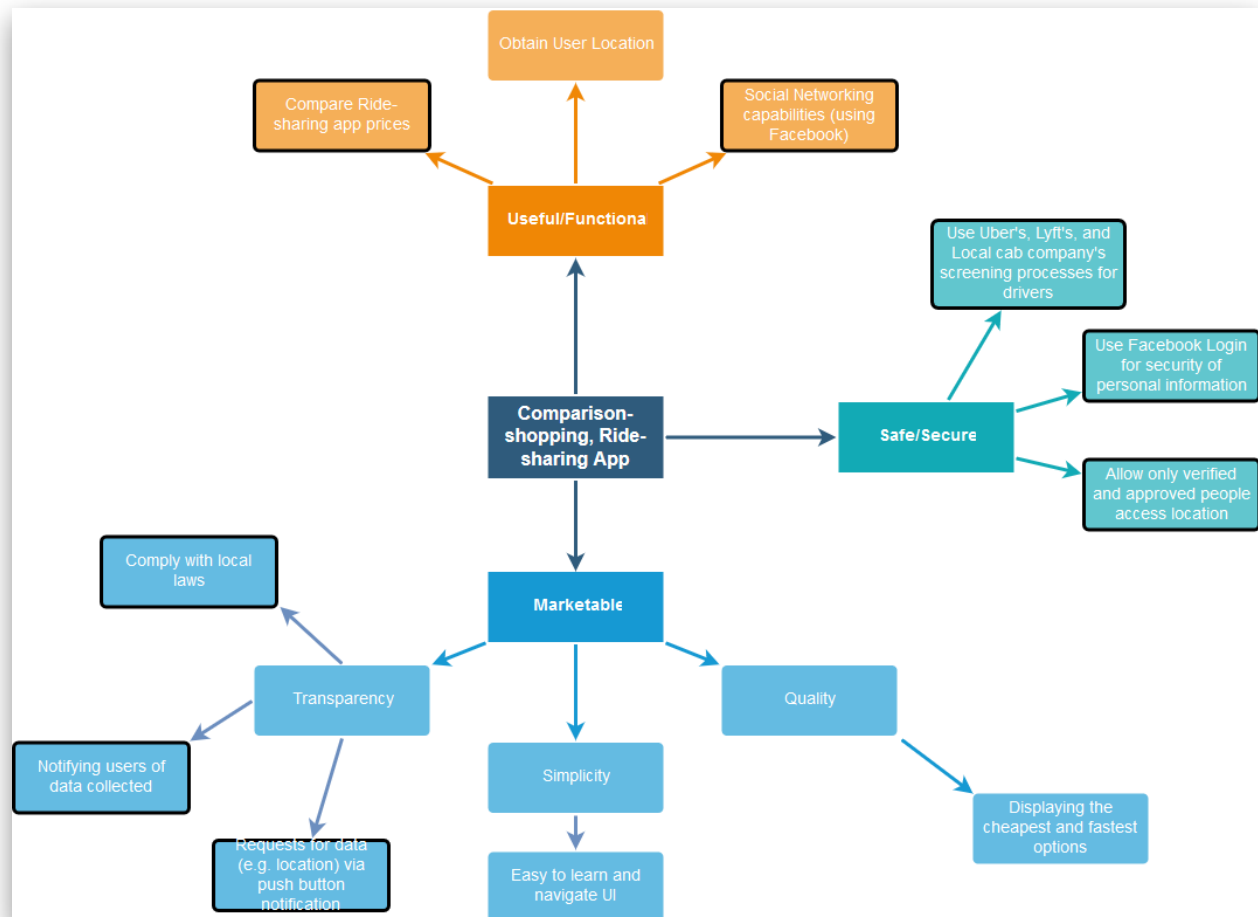 Obtain User Location
Compare Ride-
sharing app prices
Social Networking
capabilities (using
Facebook)
Useful/Functiona
Use Uber's, Lyft's, and
Local cab company's
screening processes for
drivers
Use Facebook Login
for security of
personal information
Comparison-
shopping, Ride-
sharing App
Safe/Secure
Allow only verified
and approved people
access location
Comply with local
laws
Marketable
Transparency
Quality
Notifying users of
data collected
Simplicity
Displaying the
cheapest and fastest
options
Requests for data
(e.g. location) via
push button
notification
Easy to learn and
navigate UI